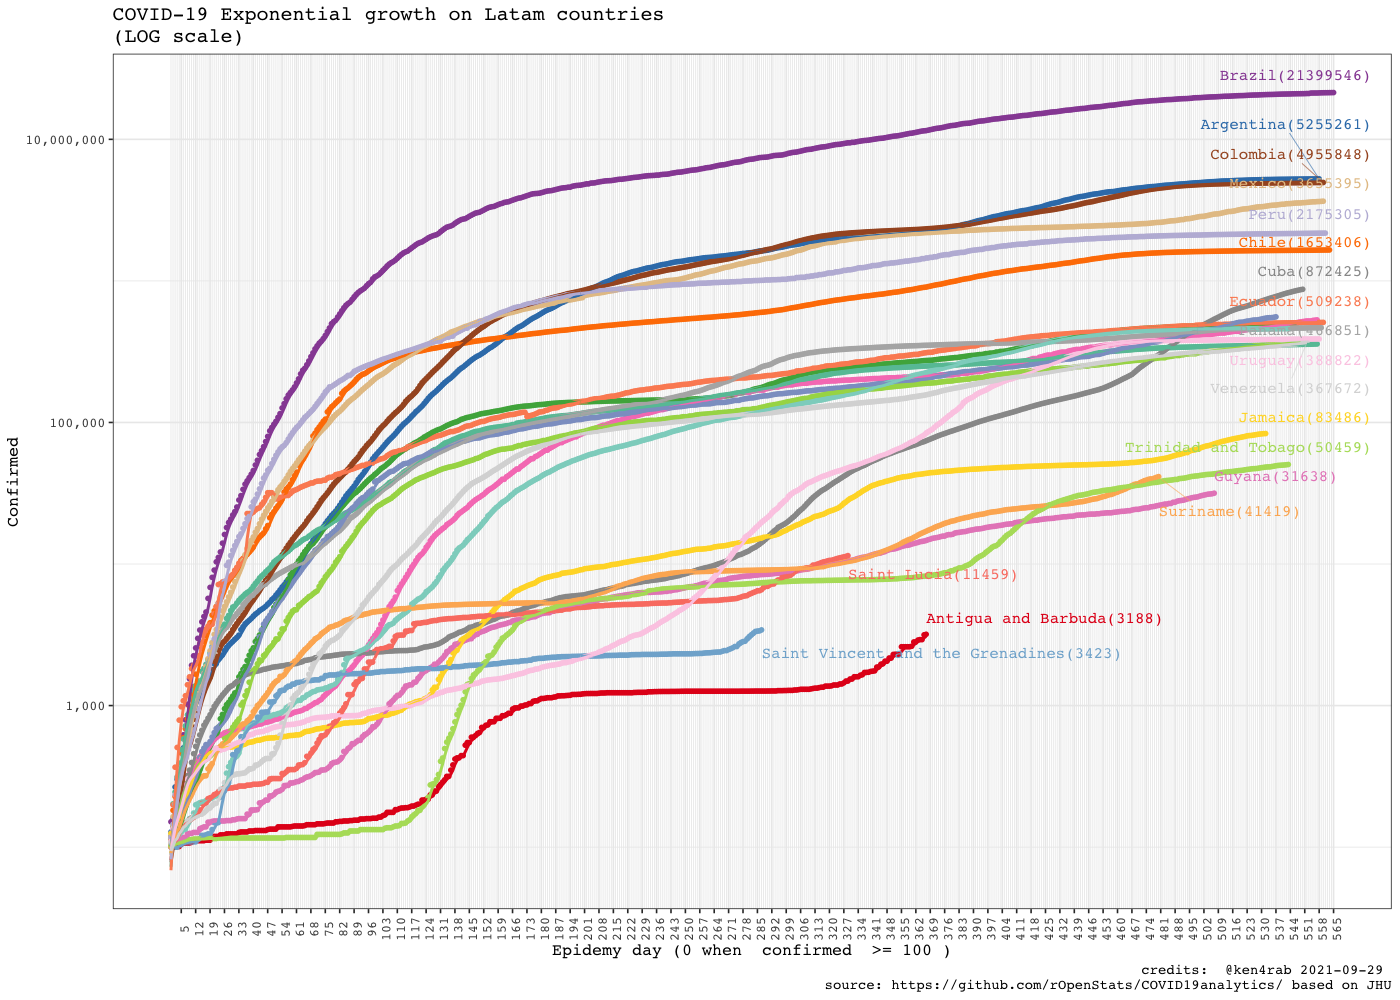 COVID-19 Exponential growth on Latam countries
(LOG scale)
Brazil(21399546)
10,000,000
Argentina(5255261)
Colombia(4955848)
Mexico(3655395)
Peru(2175305)
Chile(1653406)
Cuba(872425)
Ecuador(509238)
Panama(466851)
Uruguay(388822)
Venezuela(367672)
100,000
Jamaica(83486)
Trinidad and Tobago(50459)
Guyana(31638)
Suriname(41419)
Saint Lucia(11459)
Antigua and Barbuda(3188)
Saint Vincent and the Grenadines(3423)
1,000
Confirmed
5 12 19 26 33 40 47 54 61 68 75 82 89 96 103 110 117 124 131 138 145 152 159 166 173 180 187 194 201 208 215 222 229 236 243 250 257 264 271 278 285 292 299 306 313 320 327 334 341 348 355 362 369 376 383 390 397 404 411 418 425 432 439 446 453 460 467 474 481 488 495 502 509 516 523 530 537 544 551 558 565
Epidemy day (0 when confirmed >= 100 )
credits: @ken4rab 2021-09-29
source: https://github.com/rOpenStats/COVID19analytics/ based on JHU